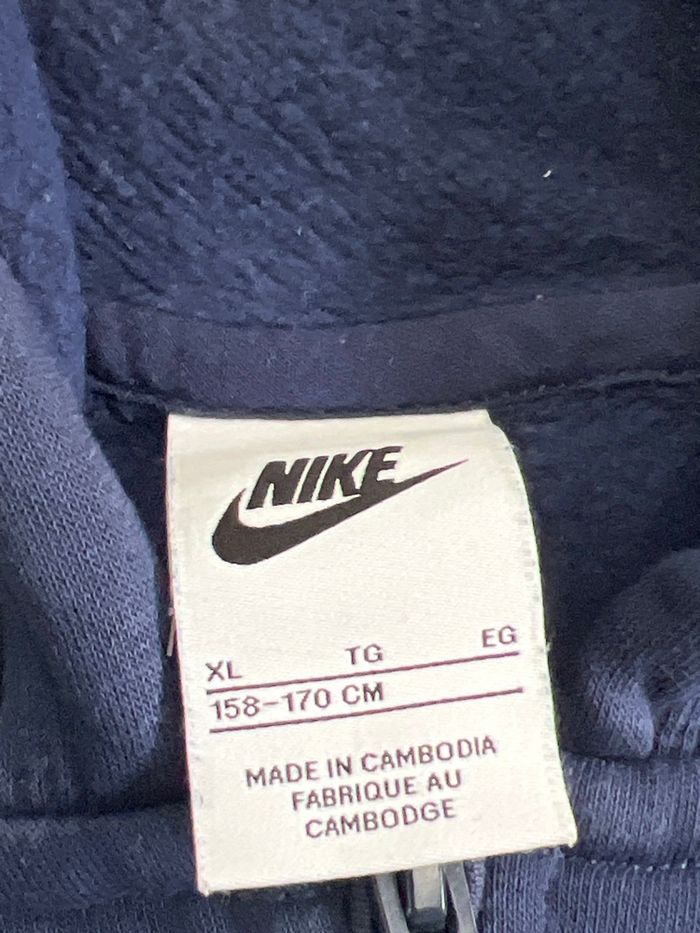 NIKE
XL TG EG
158-170 CM
MADE IN CAMBODIA
FABRIQUE AU
CAMBODGE